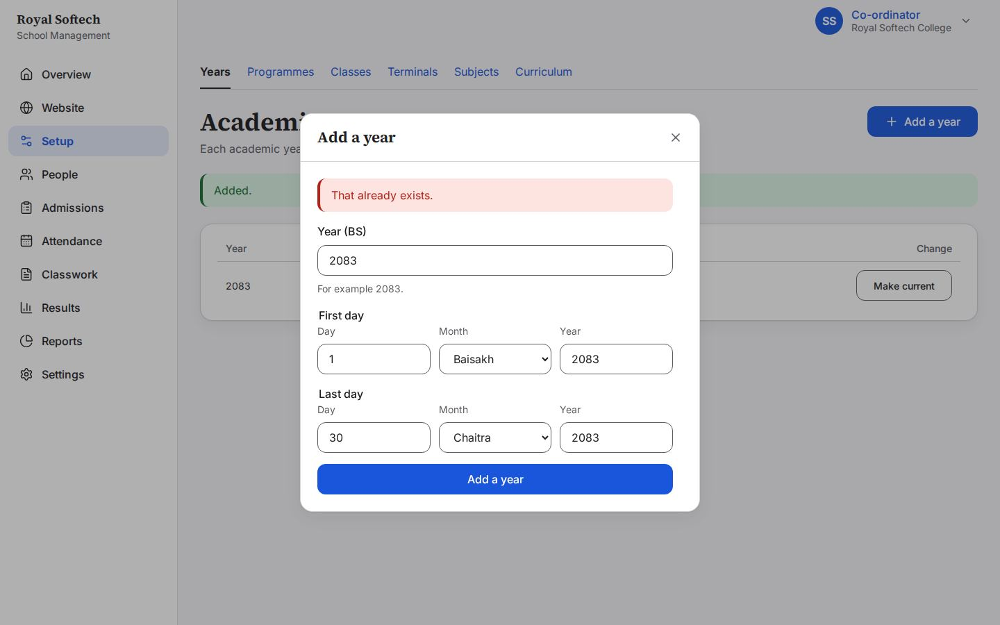 Royal Softech
School Management
SS
Co-ordinator
Royal Softech College
Overview
Website
Setup
People
Admissions
Attendance
Classwork
Results
Reports
Settings
Years Programmes Classes Terminals Subjects Curriculum
Academi
Each academic yea
+ Add a year
Added.
Year
Change
2083
Make current
Add a year
That already exists.
Year (BS)
2083
For example 2083.
First day
Day Month Year
1 Baisakh 2083
Last day
Day Month Year
30 Chaitra 2083
Add a year